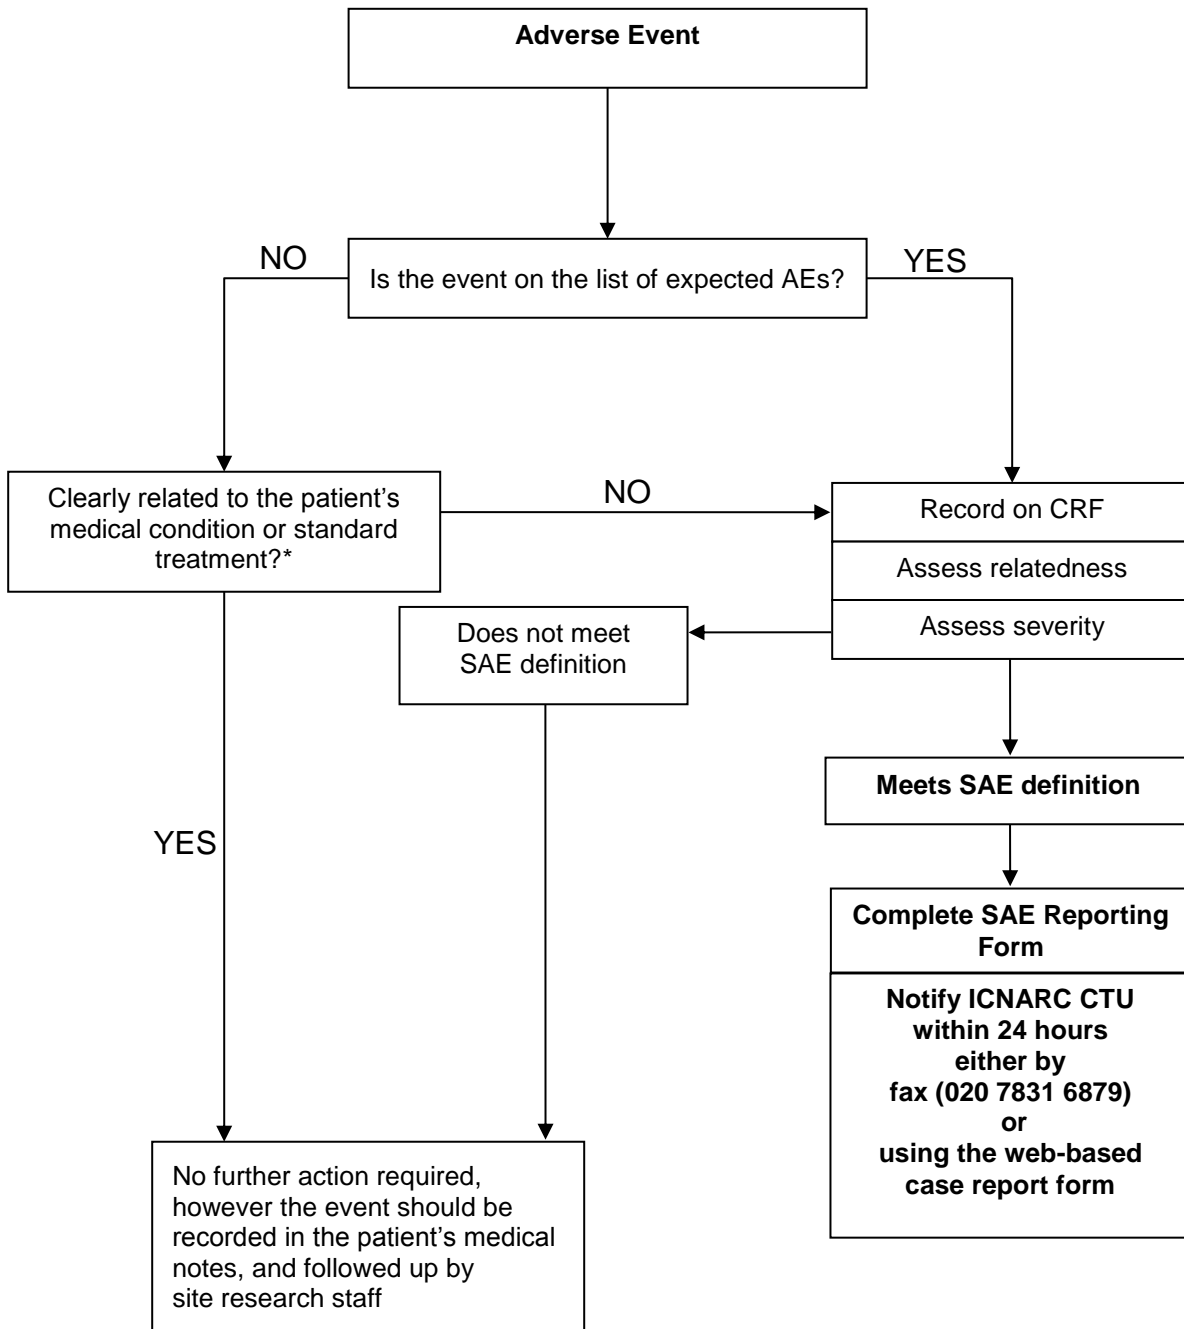 Adverse Event
NO
YES
Is the event on the list of expected AEs?
Clearly related to the patient’s
medical condition or standard
treatment?*
NO
Record on CRF
Assess relatedness
Assess severity
Does not meet
SAE definition
Meets SAE definition
YES
Complete SAE Reporting
Form
Notify ICNARC CTU
within 24 hours
either by
fax (020 7831 6879)
or
using the web-based
case report form
No further action required,
however the event should be
recorded in the patient’s medical
notes, and followed up by
site research staff